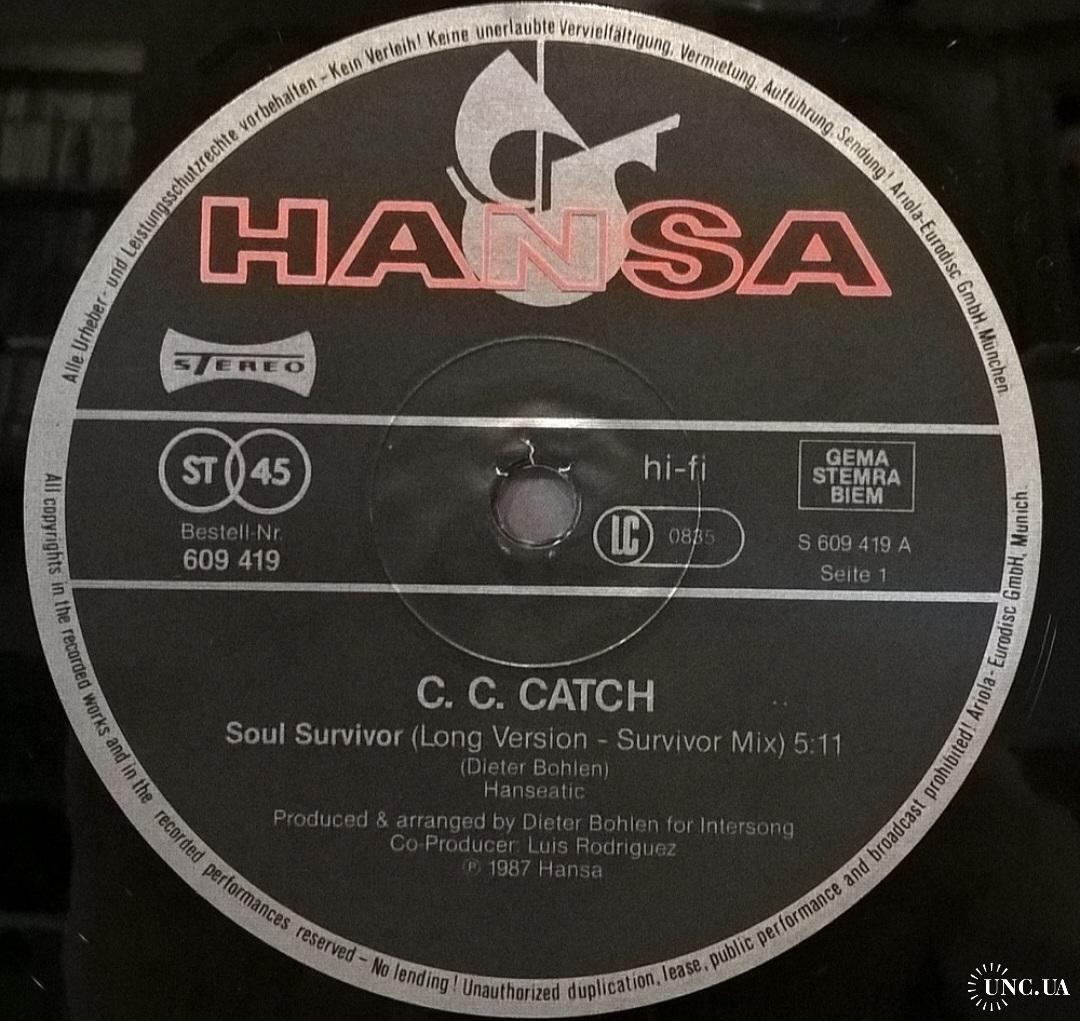 Alle Urheber- und Leistungsschutzrechte vorbehalten – Kein Verleih! Keine unerlaubte Vervielfältigung, Vermietung, Aufführung, Sendung! Ariola-Eurodisc GmbH, München
HANSA
STEREO
ST 45
hi-fi
GEMA
STEMRA
BIEM
Bestell-Nr.
609 419
LC 0835
S 609 419 A
Seite 1
C. C. CATCH
Soul Survivor (Long Version - Survivor Mix) 5:11
(Dieter Bohlen)
Hanseatic
Produced & arranged by Dieter Bohlen for Intersong
Co-Producer: Luis Rodriguez
℗ 1987 Hansa
All copyrights in the recorded works and in the recorded performances reserved – No lending! Unauthorized duplication, lease, public performance and broadcast prohibited! Ariola-Eurodisc GmbH, Munich.
UNC.UA